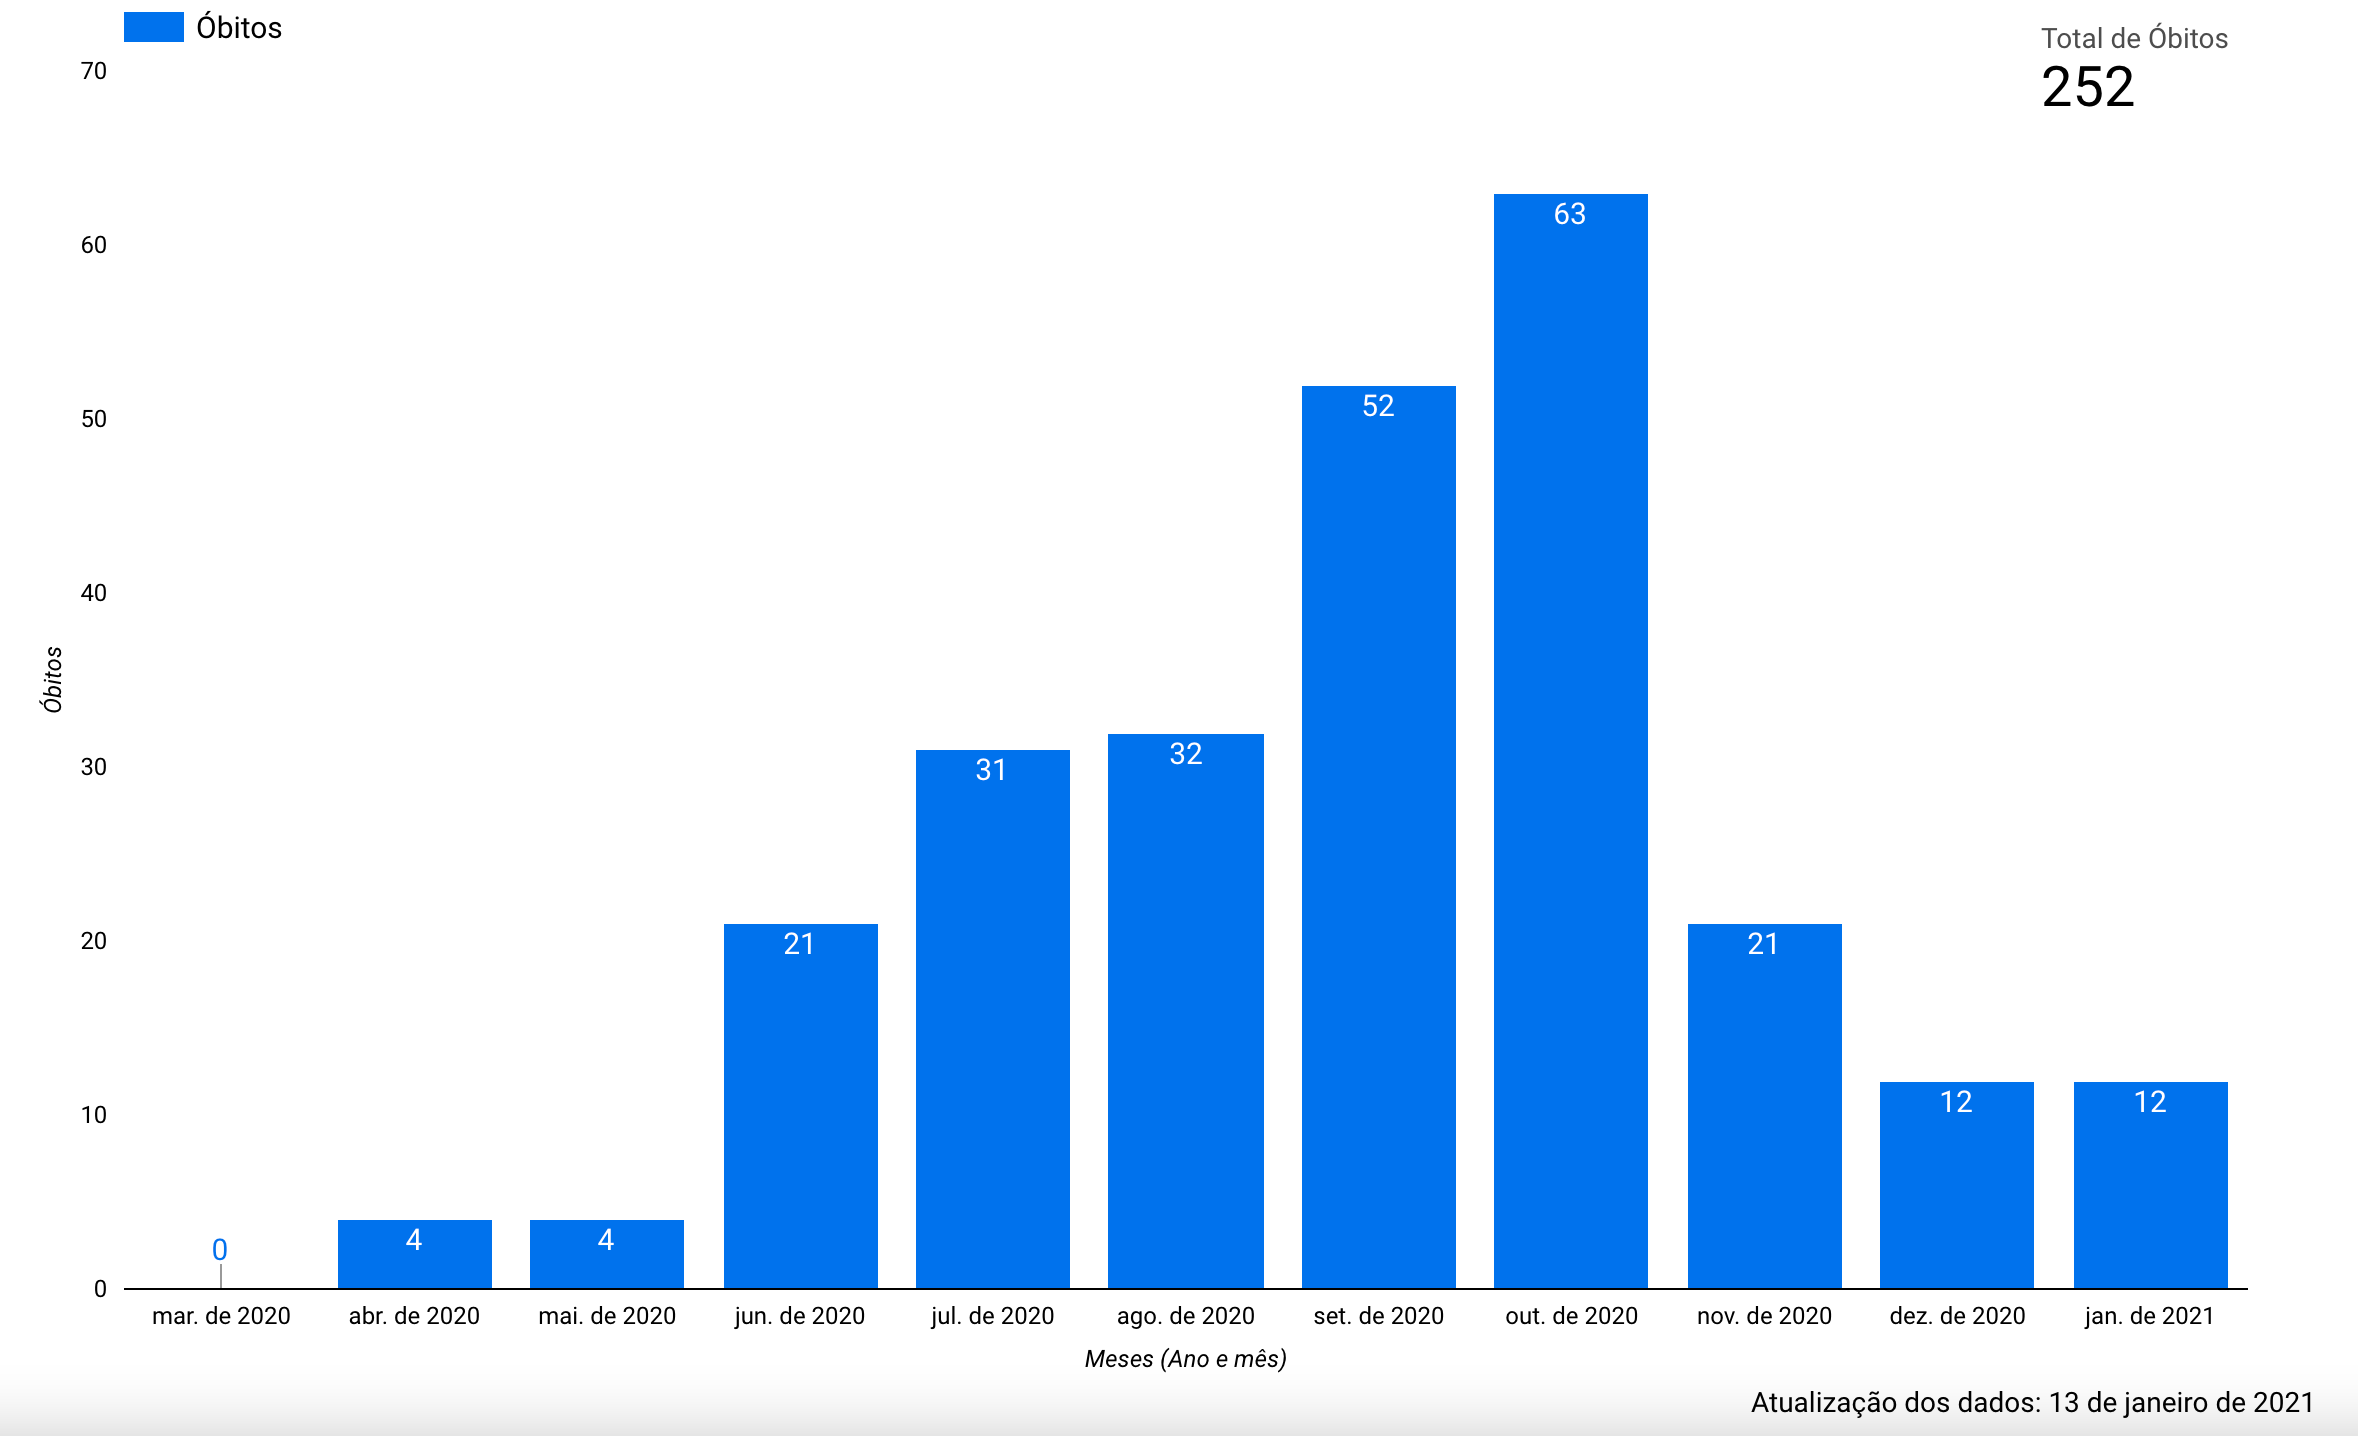 Óbitos
Total de Óbitos
252
70
60
50
40
30
20
10
0
Óbitos
0
4
4
21
31
32
52
63
21
12
12
mar. de 2020
abr. de 2020
mai. de 2020
jun. de 2020
jul. de 2020
ago. de 2020
set. de 2020
out. de 2020
nov. de 2020
dez. de 2020
jan. de 2021
Meses (Ano e mês)
Atualização dos dados: 13 de janeiro de 2021